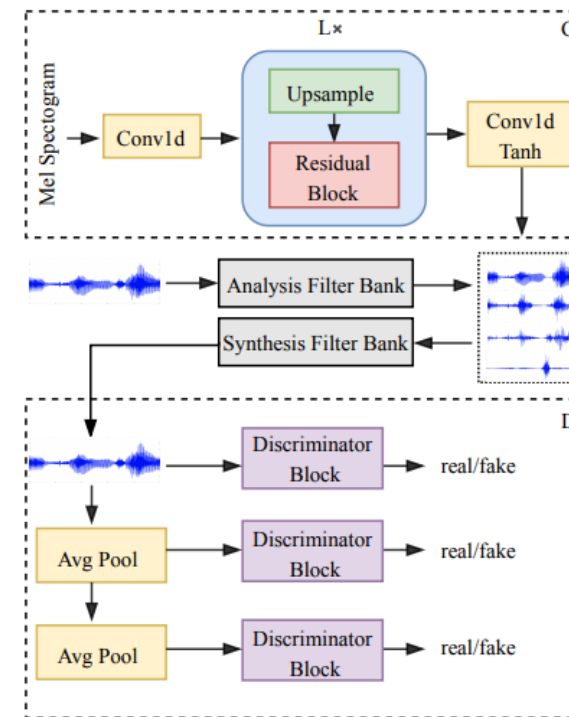 L×
Mel Spectogram
Conv1d
Upsample
Residual
Block
Conv1d
Tanh
Analysis Filter Bank
Synthesis Filter Bank
D
Discriminator
Block
real/fake
Avg Pool
Discriminator
Block
real/fake
Avg Pool
Discriminator
Block
real/fake